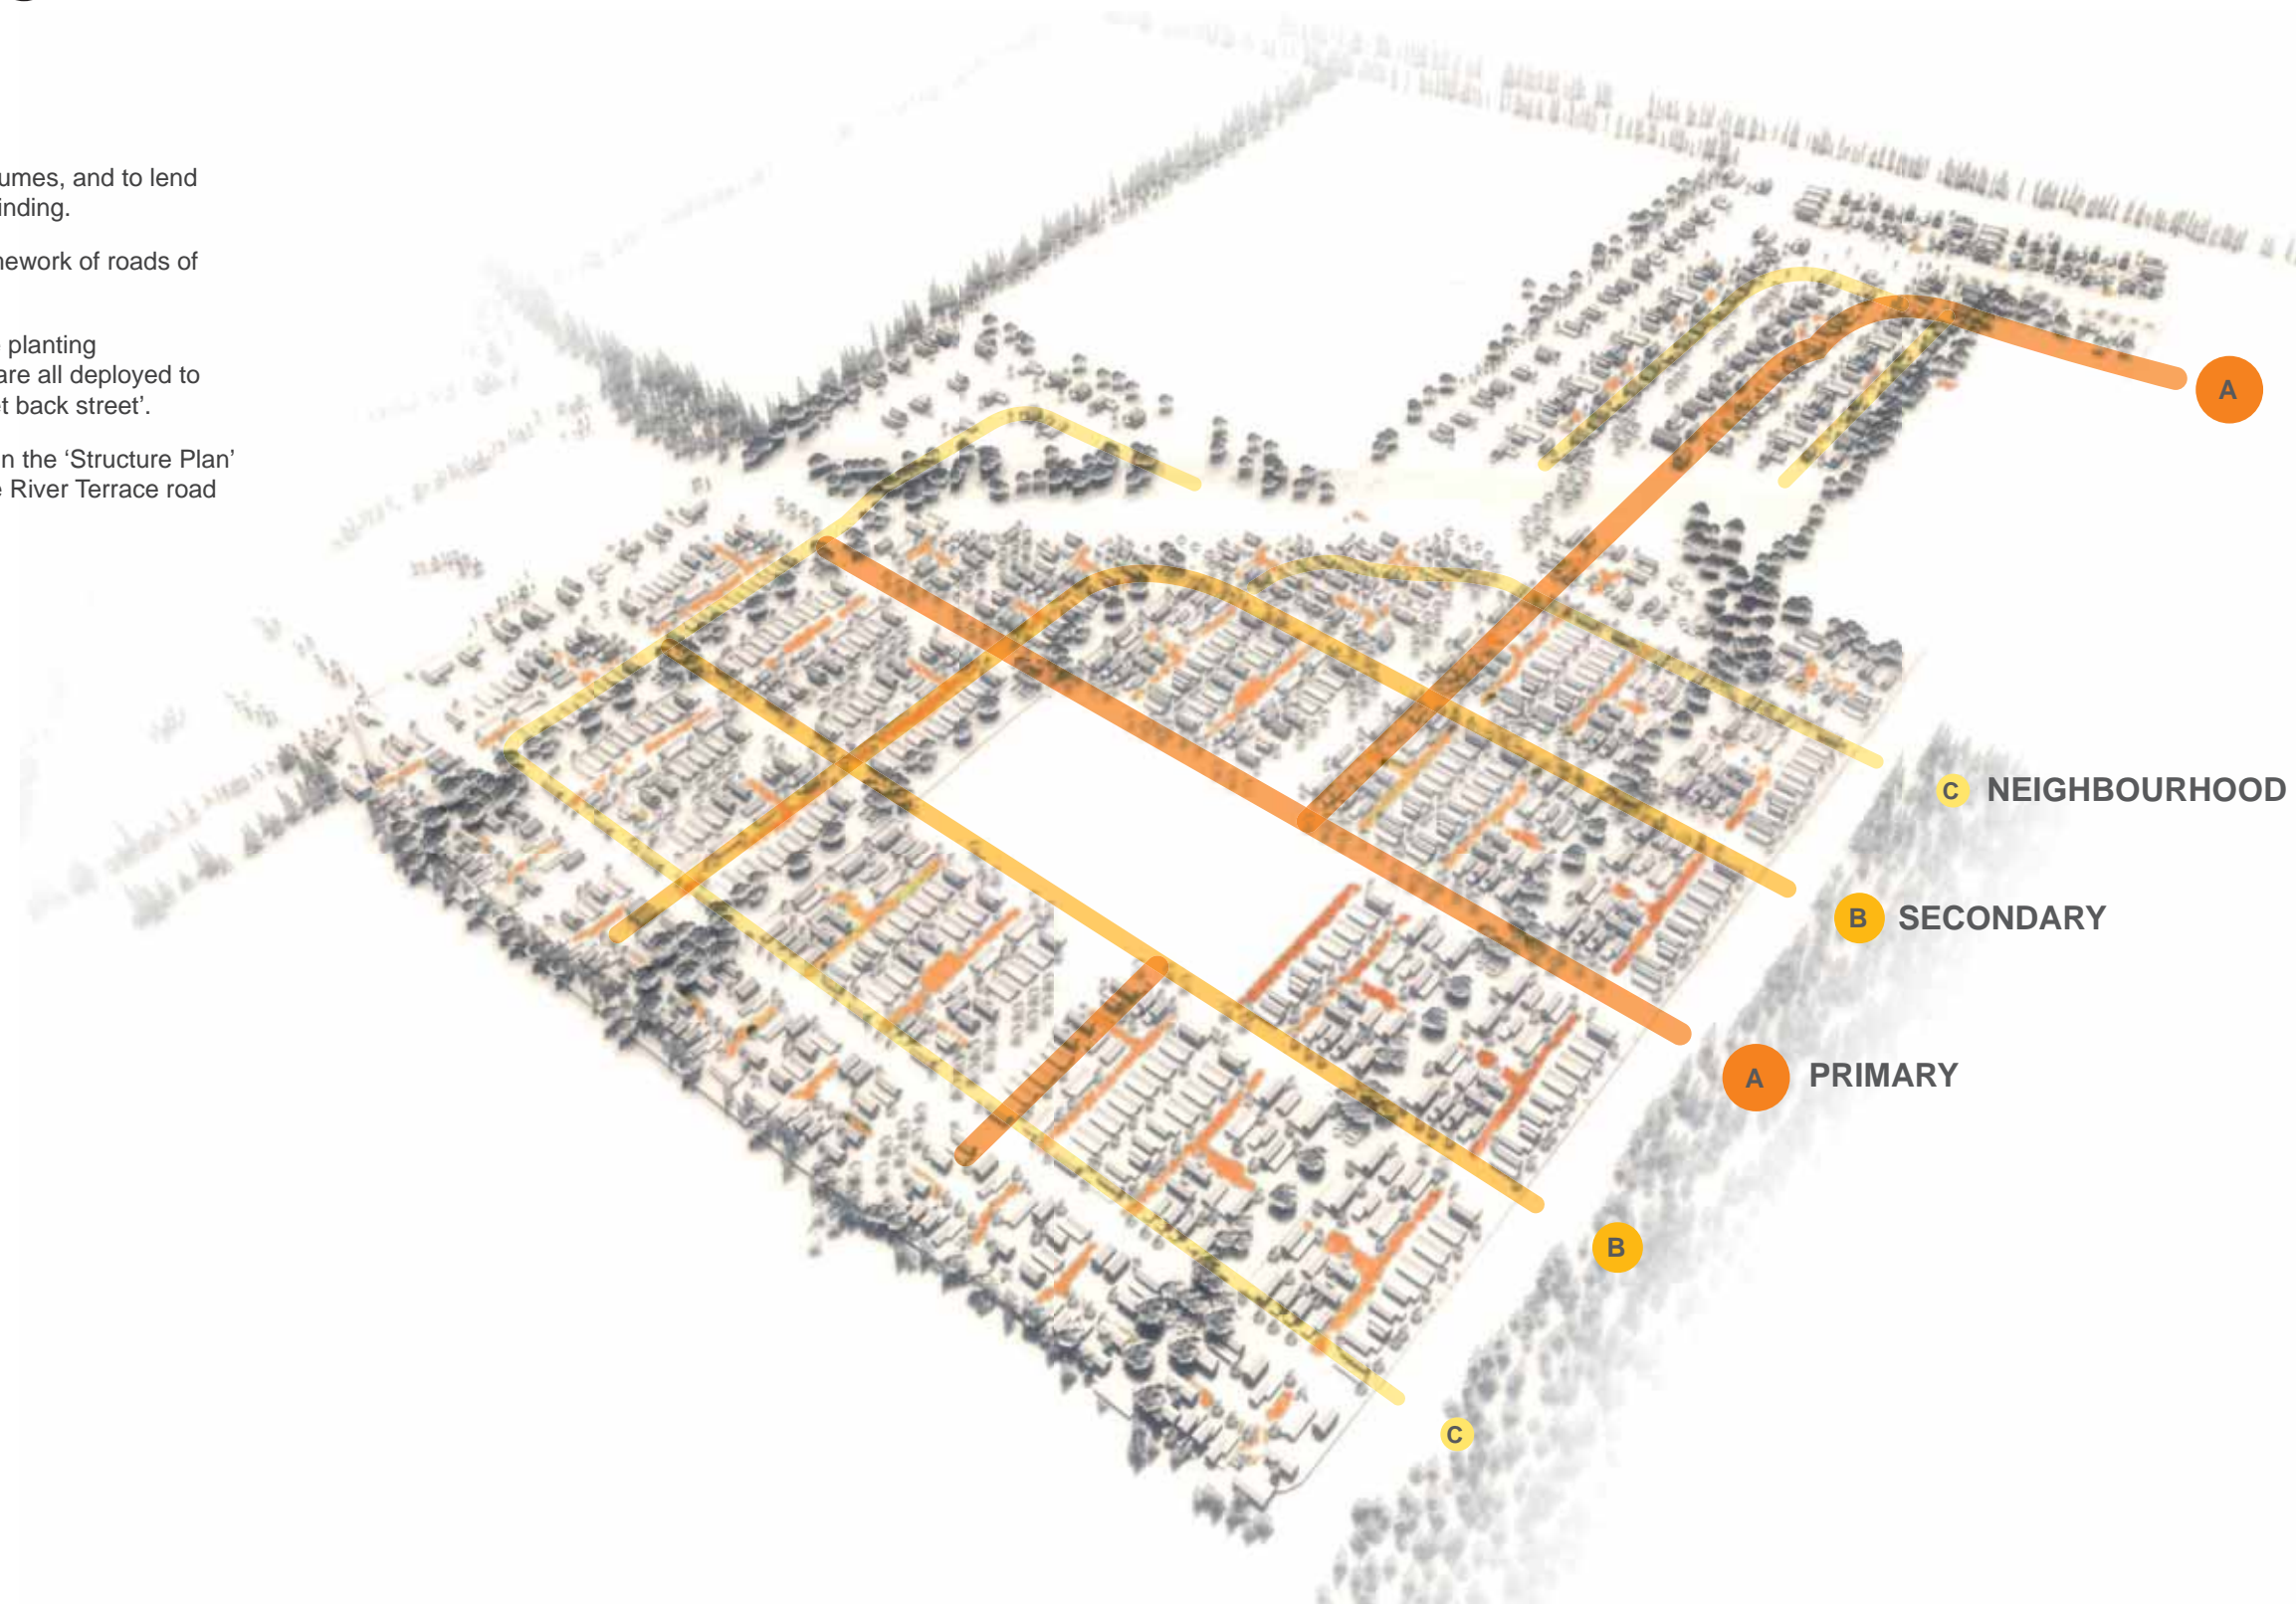 umes, and to lend
inding.
nework of roads of
planting
are all deployed to
et back street’.
n the ‘Structure Plan’
e River Terrace road
A
C NEIGHBOURHOOD
B SECONDARY
A PRIMARY
B
C